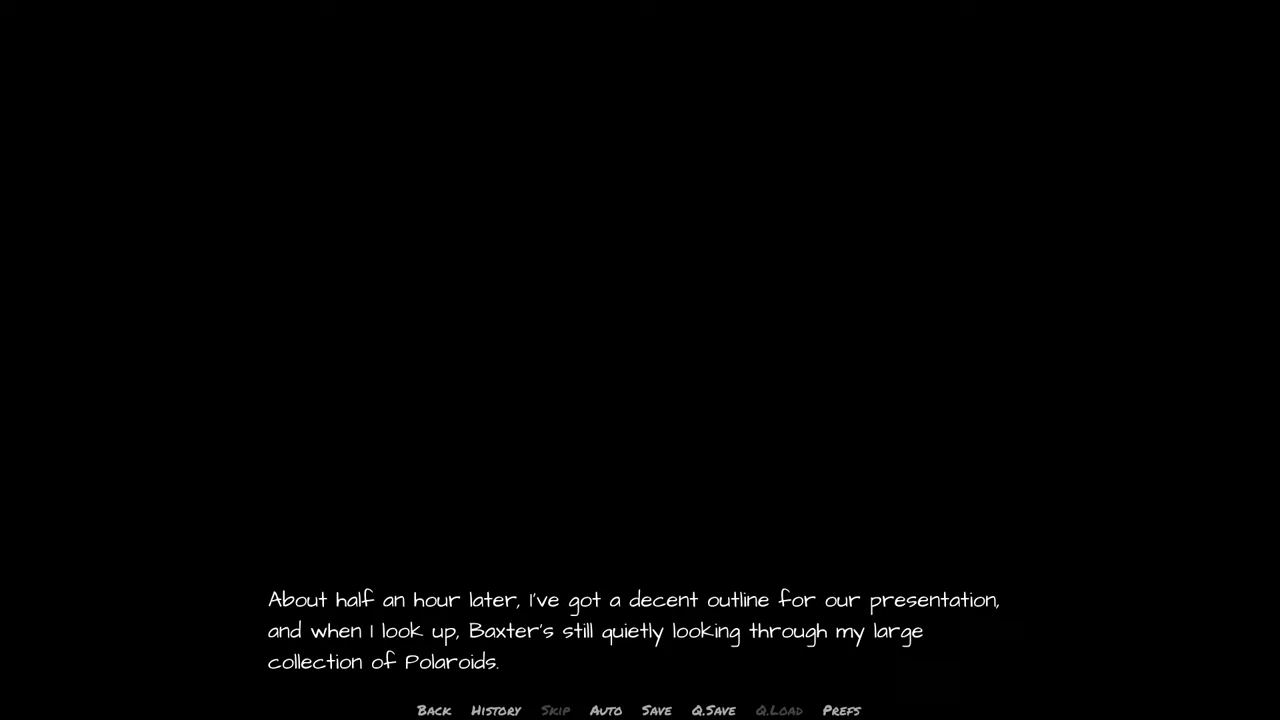 About half an hour later, I've got a decent outline for our presentation,
and when I look up, Baxter's still quietly looking through my large
collection of Polaroids.
Back History Skip Auto Save Q.Save Q.Load Prefs